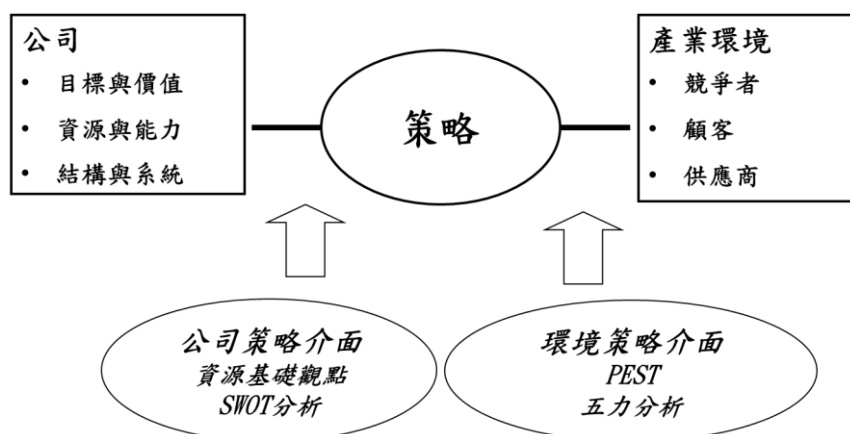 公司
• 目標與價值
• 資源與能力
• 結構與系統
策略
產業環境
• 競爭者
• 顧客
• 供應商
公司策略介面
資源基礎觀點
SWOT分析
環境策略介面
PEST
五力分析